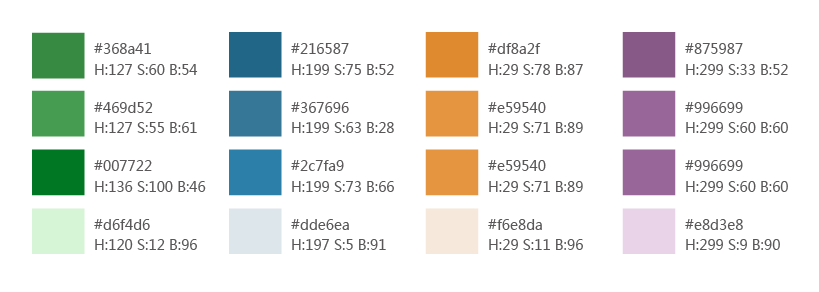 #368a41
H:127 S:60 B:54
#216587
H:199 S:75 B:52
#df8a2f
H:29 S:78 B:87
#875987
H:299 S:33 B:52
#469d52
H:127 S:55 B:61
#367696
H:199 S:63 B:28
#e59540
H:29 S:71 B:89
#996699
H:299 S:60 B:60
#007722
H:136 S:100 B:46
#2c7fa9
H:199 S:73 B:66
#e59540
H:29 S:71 B:89
#996699
H:299 S:60 B:60
#d6f4d6
H:120 S:12 B:96
#dde6ea
H:197 S:5 B:91
#f6e8da
H:29 S:11 B:96
#e8d3e8
H:299 S:9 B:90